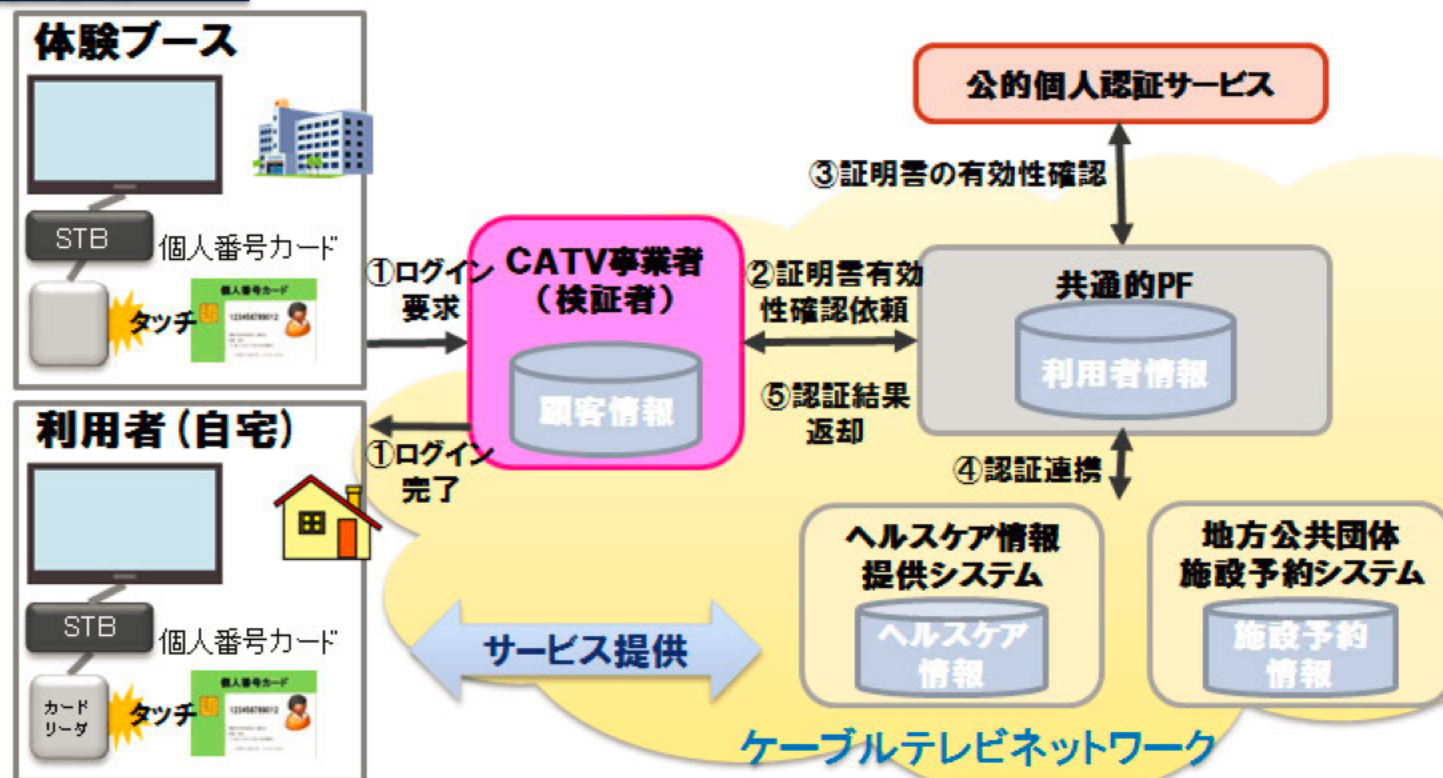 体験ブース
STB
個人番号カード
タッチ
個人番号カード
123456789012
利用者(自宅)
STB
個人番号カード
カード
リーダ
タッチ
個人番号カード
123456789012
①ログイン
要求
①ログイン
完了
CATV事業者
(検証者)
顧客情報
②証明書有効
性確認依頼
⑤認証結果
返却
公的個人認証サービス
③証明書の有効性確認
共通的PF
利用者情報
④認証連携
ヘルスケア情報
提供システム
ヘルスケア
情報
地方公共団体
施設予約システム
施設予約
情報
サービス提供
ケーブルテレビネットワーク